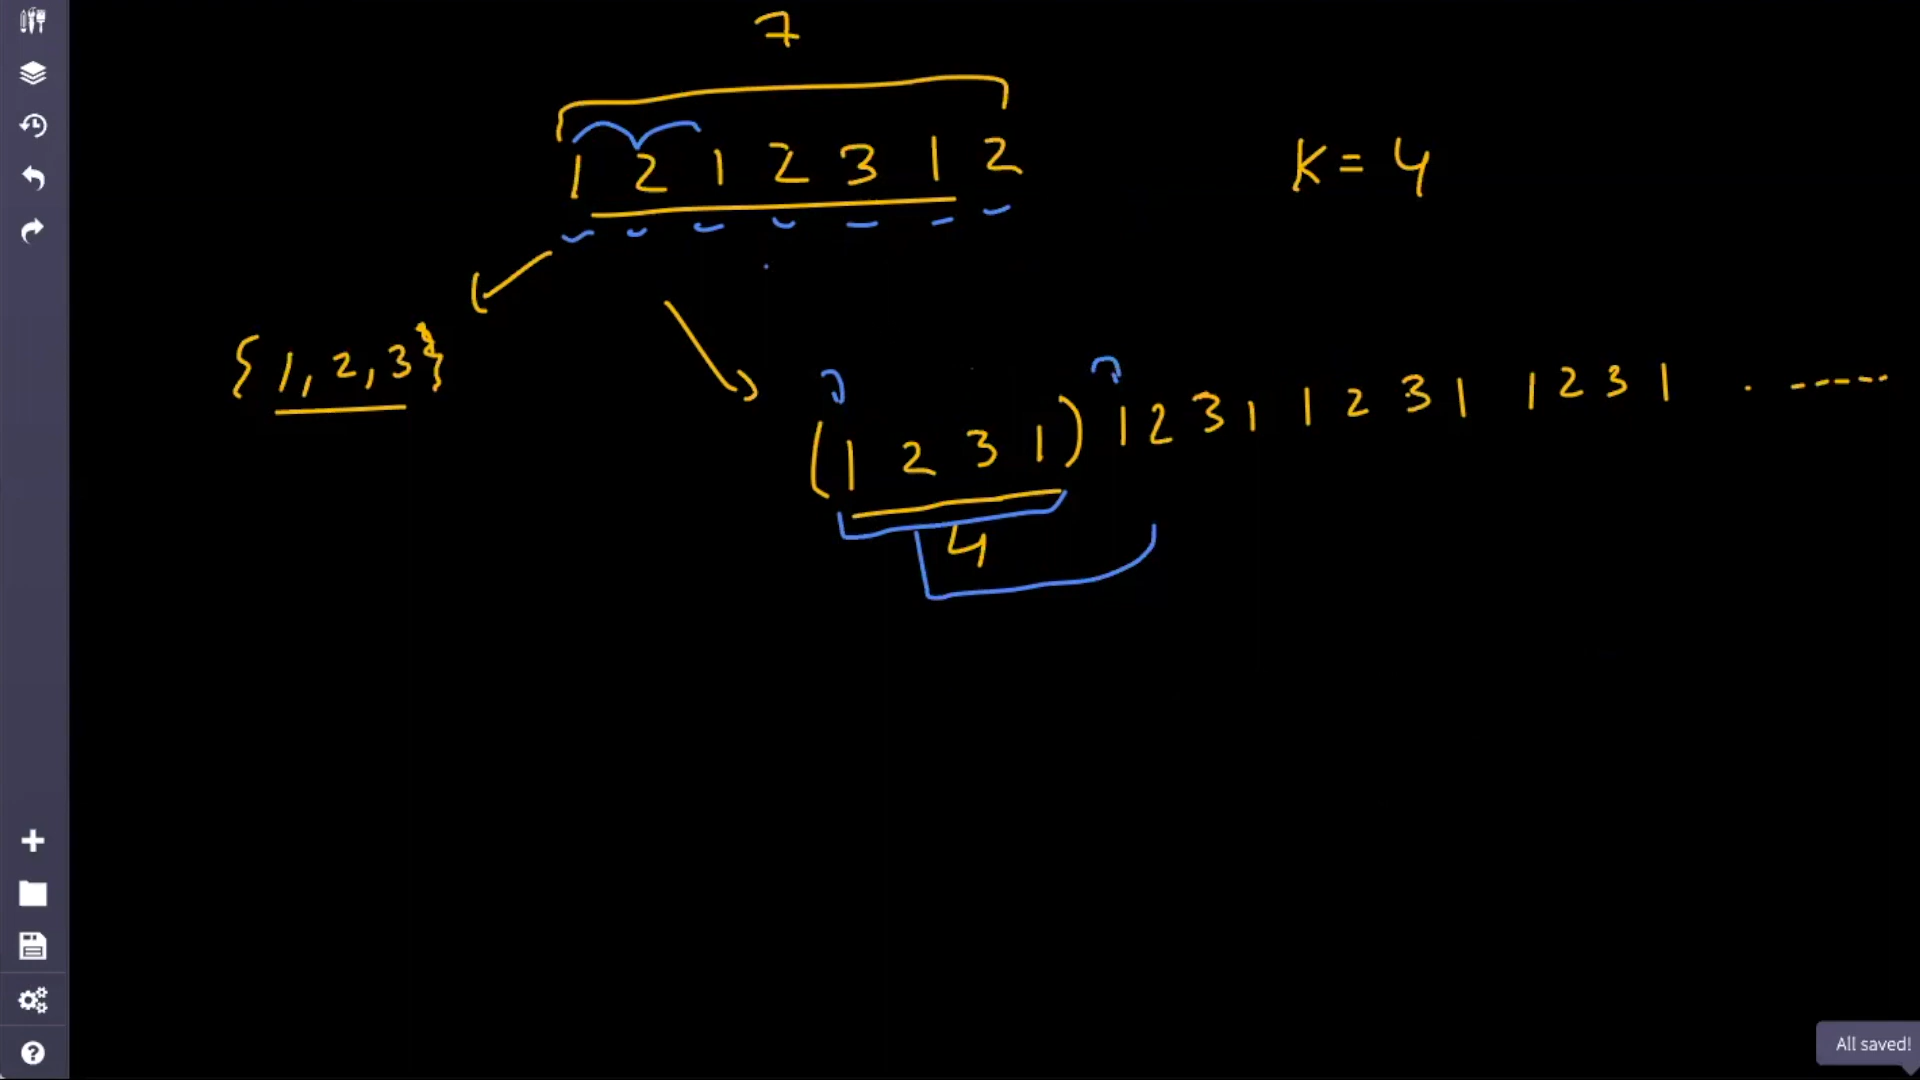 7
1 2 1 2 3 1 2
K = 4
{1, 2, 3}
(1 2 3 1) 1 2 3 1 1 2 3 1 1 2 3 1 . -----
4
All saved!